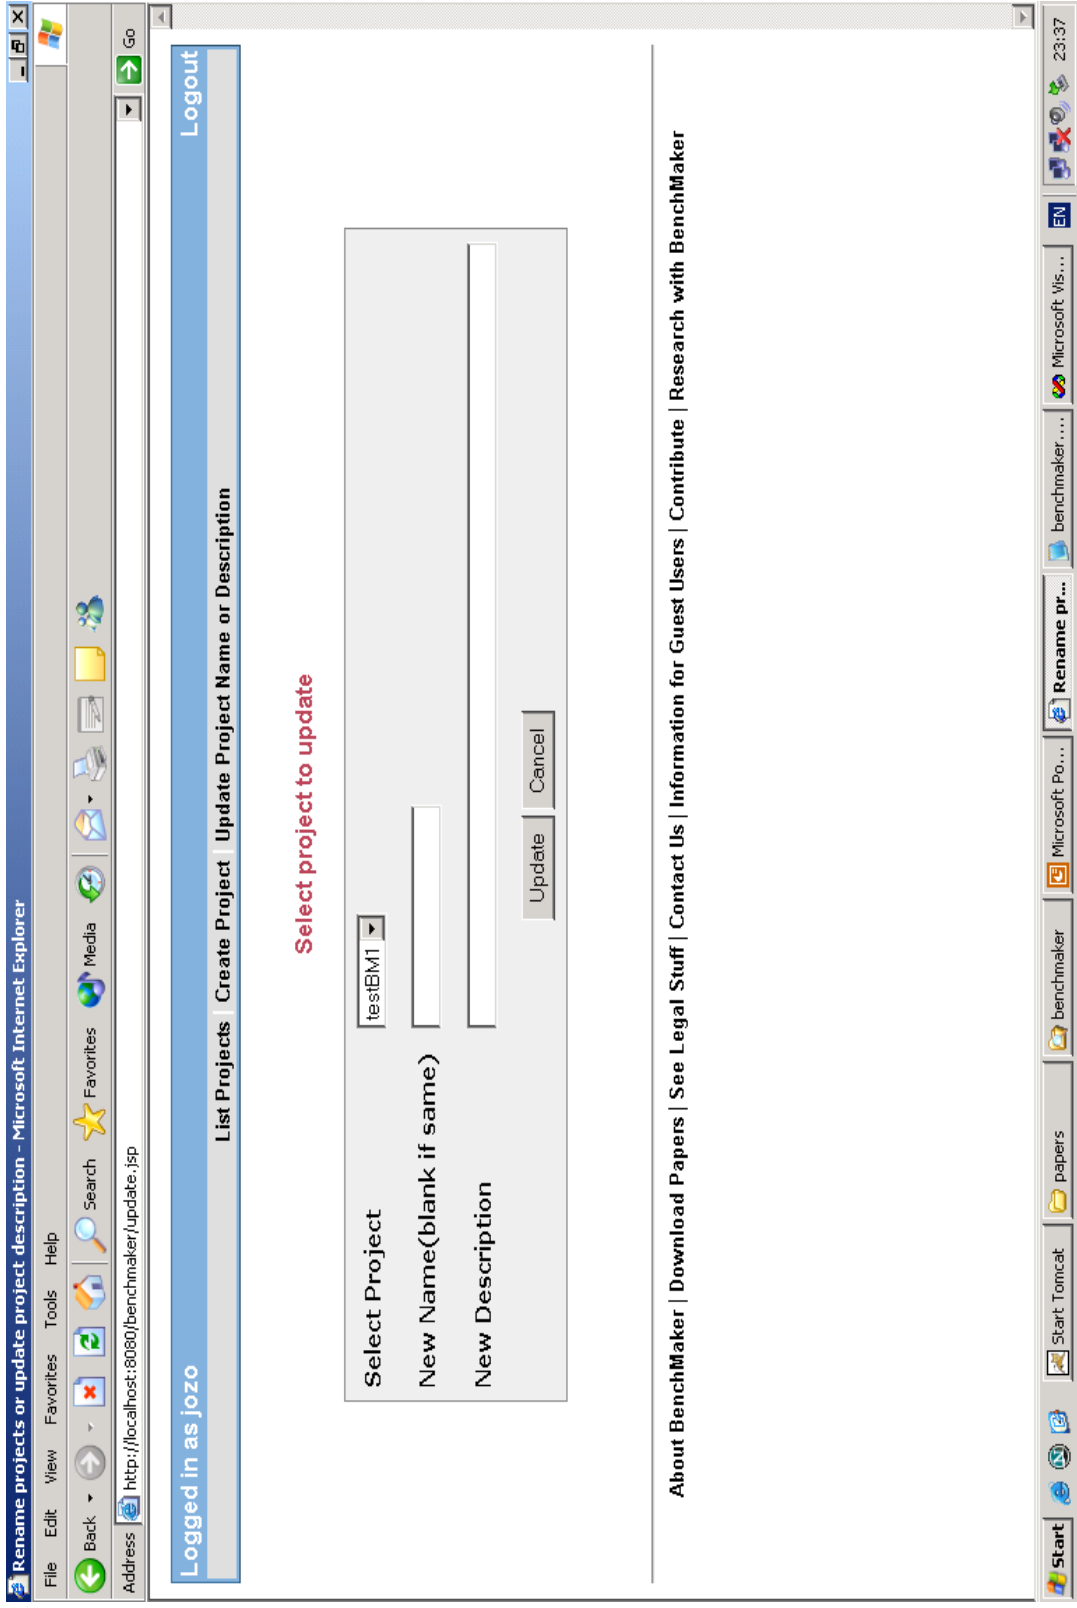 Rename projects or update project description - Microsoft Internet Explorer
File Edit View Favorites Tools Help
Back Search Favorites Media
Address http://localhost:8080/benchmaker/update.jsp Go
Logged in as jozo Logout
List Projects | Create Project | Update Project Name or Description
Select project to update
Select Project testBM1
New Name(blank if same)
New Description
Update Cancel
About BenchMaker | Download Papers | See Legal Stuff | Contact Us | Information for Guest Users | Contribute | Research with BenchMaker
Start Start Tomcat papers benchmaker Microsoft Po... Rename pr... benchmaker.... Microsoft Vis... EN 23:37